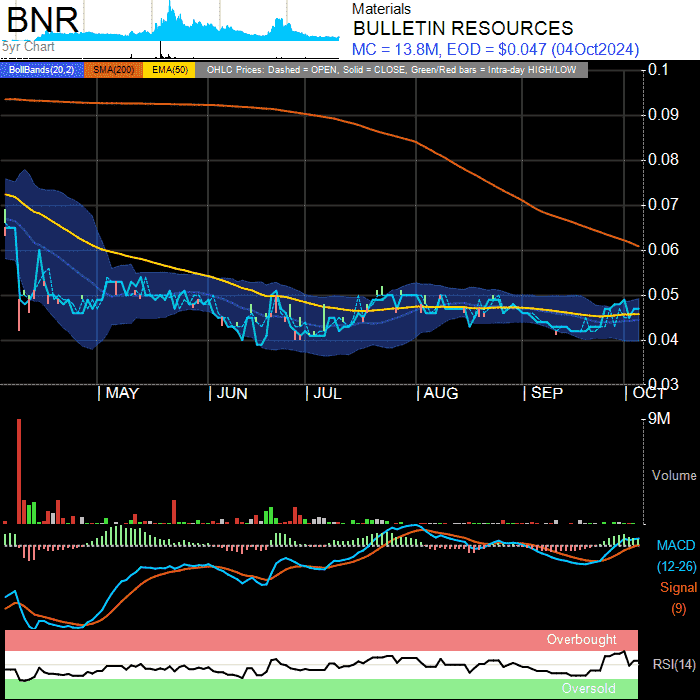 BNR
5yr Chart
Materials
BULLETIN RESOURCES
MC = 13.8M, EOD = $0.047 (04Oct2024)
BollBands(20,2) SMA(200) EMA(50) OHLC Prices: Dashed = OPEN, Solid = CLOSE, Green/Red bars = Intra-day HIGH/LOW
0.1
0.09
0.08
0.07
0.06
0.05
0.04
0.03
MAY JUN JUL AUG SEP OCT
9M
Volume
MACD
(12-26)
Signal
(9)
Overbought
RSI(14)
Oversold